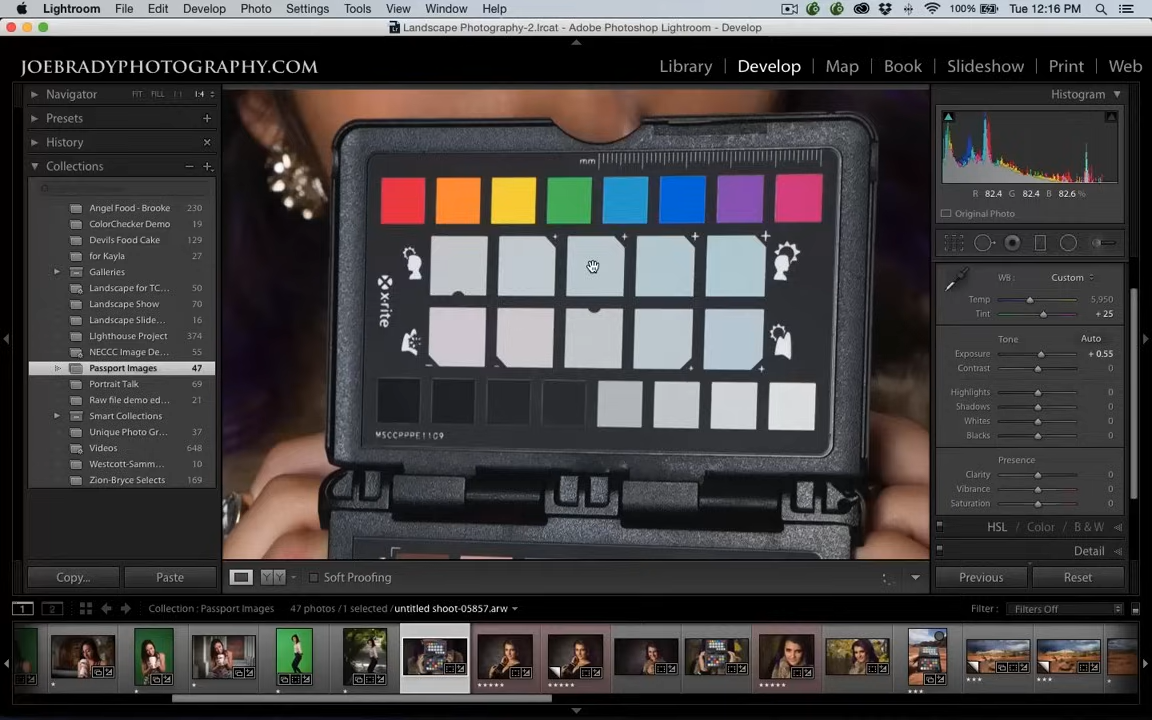 Lightroom File Edit Develop Photo Settings Tools View Window Help 100% Tue 12:16 PM
Landscape Photography-2.lrcat - Adobe Photoshop Lightroom - Develop
JOEBRADYPHOTOGRAPHY.COM
Library | Develop | Map | Book | Slideshow | Print | Web
Navigator FIT FILL 1:1 1:4
Presets
History
Collections
Angel Food - Brooke 230
ColorChecker Demo 19
Devils Food Cake 129
for Kayla 6
Galleries
Landscape for TC... 50
Landscape Show 70
Landscape Slide... 16
Lighthouse Project 374
NECCC Image De... 55
Passport Images 47
Portrait Talk 69
Raw file demo ed... 21
Smart Collections
Unique Photo Gr... 37
Videos 648
Westcott-Samm... 10
Zion-Bryce Selects 169
Copy... Paste
mm
x-rite
MSCCPPPE1109
Histogram
R 82.4 G 82.4 B 82.6 %
Original Photo
WB: Custom
Temp 5,950
Tint + 25
Tone Auto
Exposure + 0.55
Contrast 0
Highlights 0
Shadows 0
Whites 0
Blacks 0
Presence
Clarity 0
Vibrance 0
Saturation 0
HSL / Color / B & W
Detail
Previous Reset
YY Soft Proofing
1 2 Collection : Passport Images 47 photos / 1 selected / untitled shoot-05857.arw Filter : Filters Off